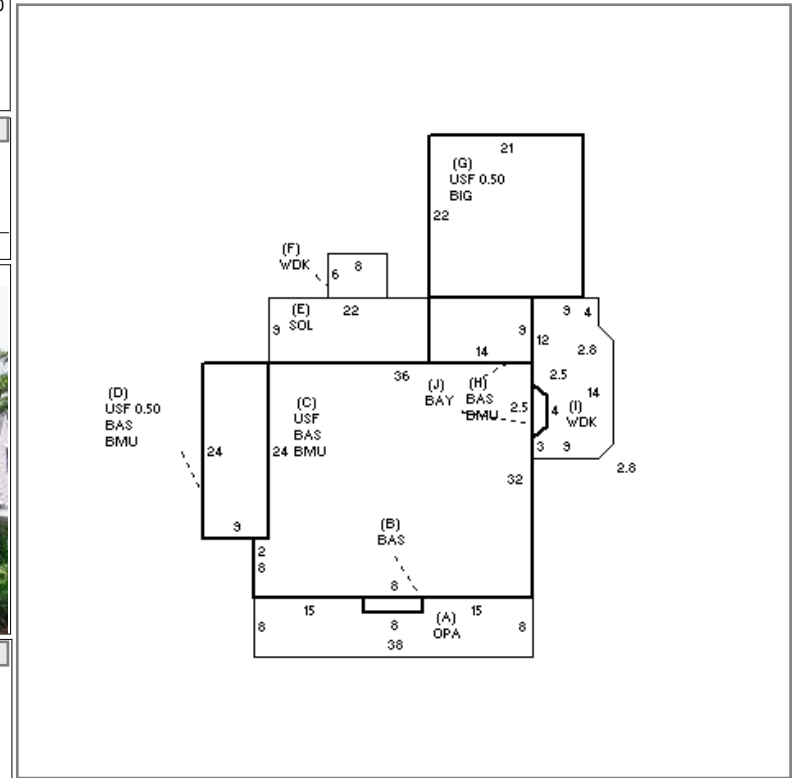 21
(G)
USF 0.50
BIG
22
(F)
WDK
6 8
(E)
SOL
22
9
9
14
9 4
12
2.8
2.5
14
36
(J)
BAY
(H)
BAS
BMU
2.5
4
(I)
WDK
3 9
2.8
(D)
USF 0.50
BAS
BMU
24
9
(C)
USF
BAS
BMU
24
32
2
8
(B)
BAS
8
15
8
15
8
8
(A)
OPA
38